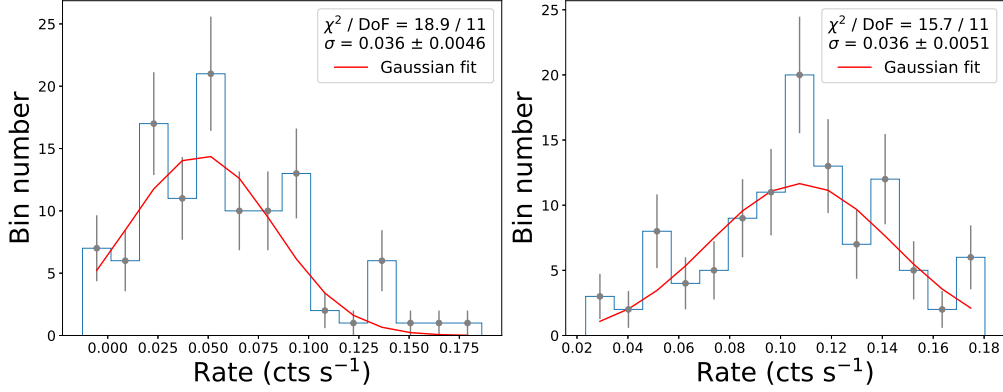 χ² / DoF = 18.9 / 11
σ = 0.036 ± 0.0046
Gaussian fit
Bin number
25
20
15
10
5
0
0.000 0.025 0.050 0.075 0.100 0.125 0.150 0.175
Rate (cts s⁻¹)
χ² / DoF = 15.7 / 11
σ = 0.036 ± 0.0051
Gaussian fit
Bin number
25
20
15
10
5
0
0.02 0.04 0.06 0.08 0.10 0.12 0.14 0.16 0.18
Rate (cts s⁻¹)